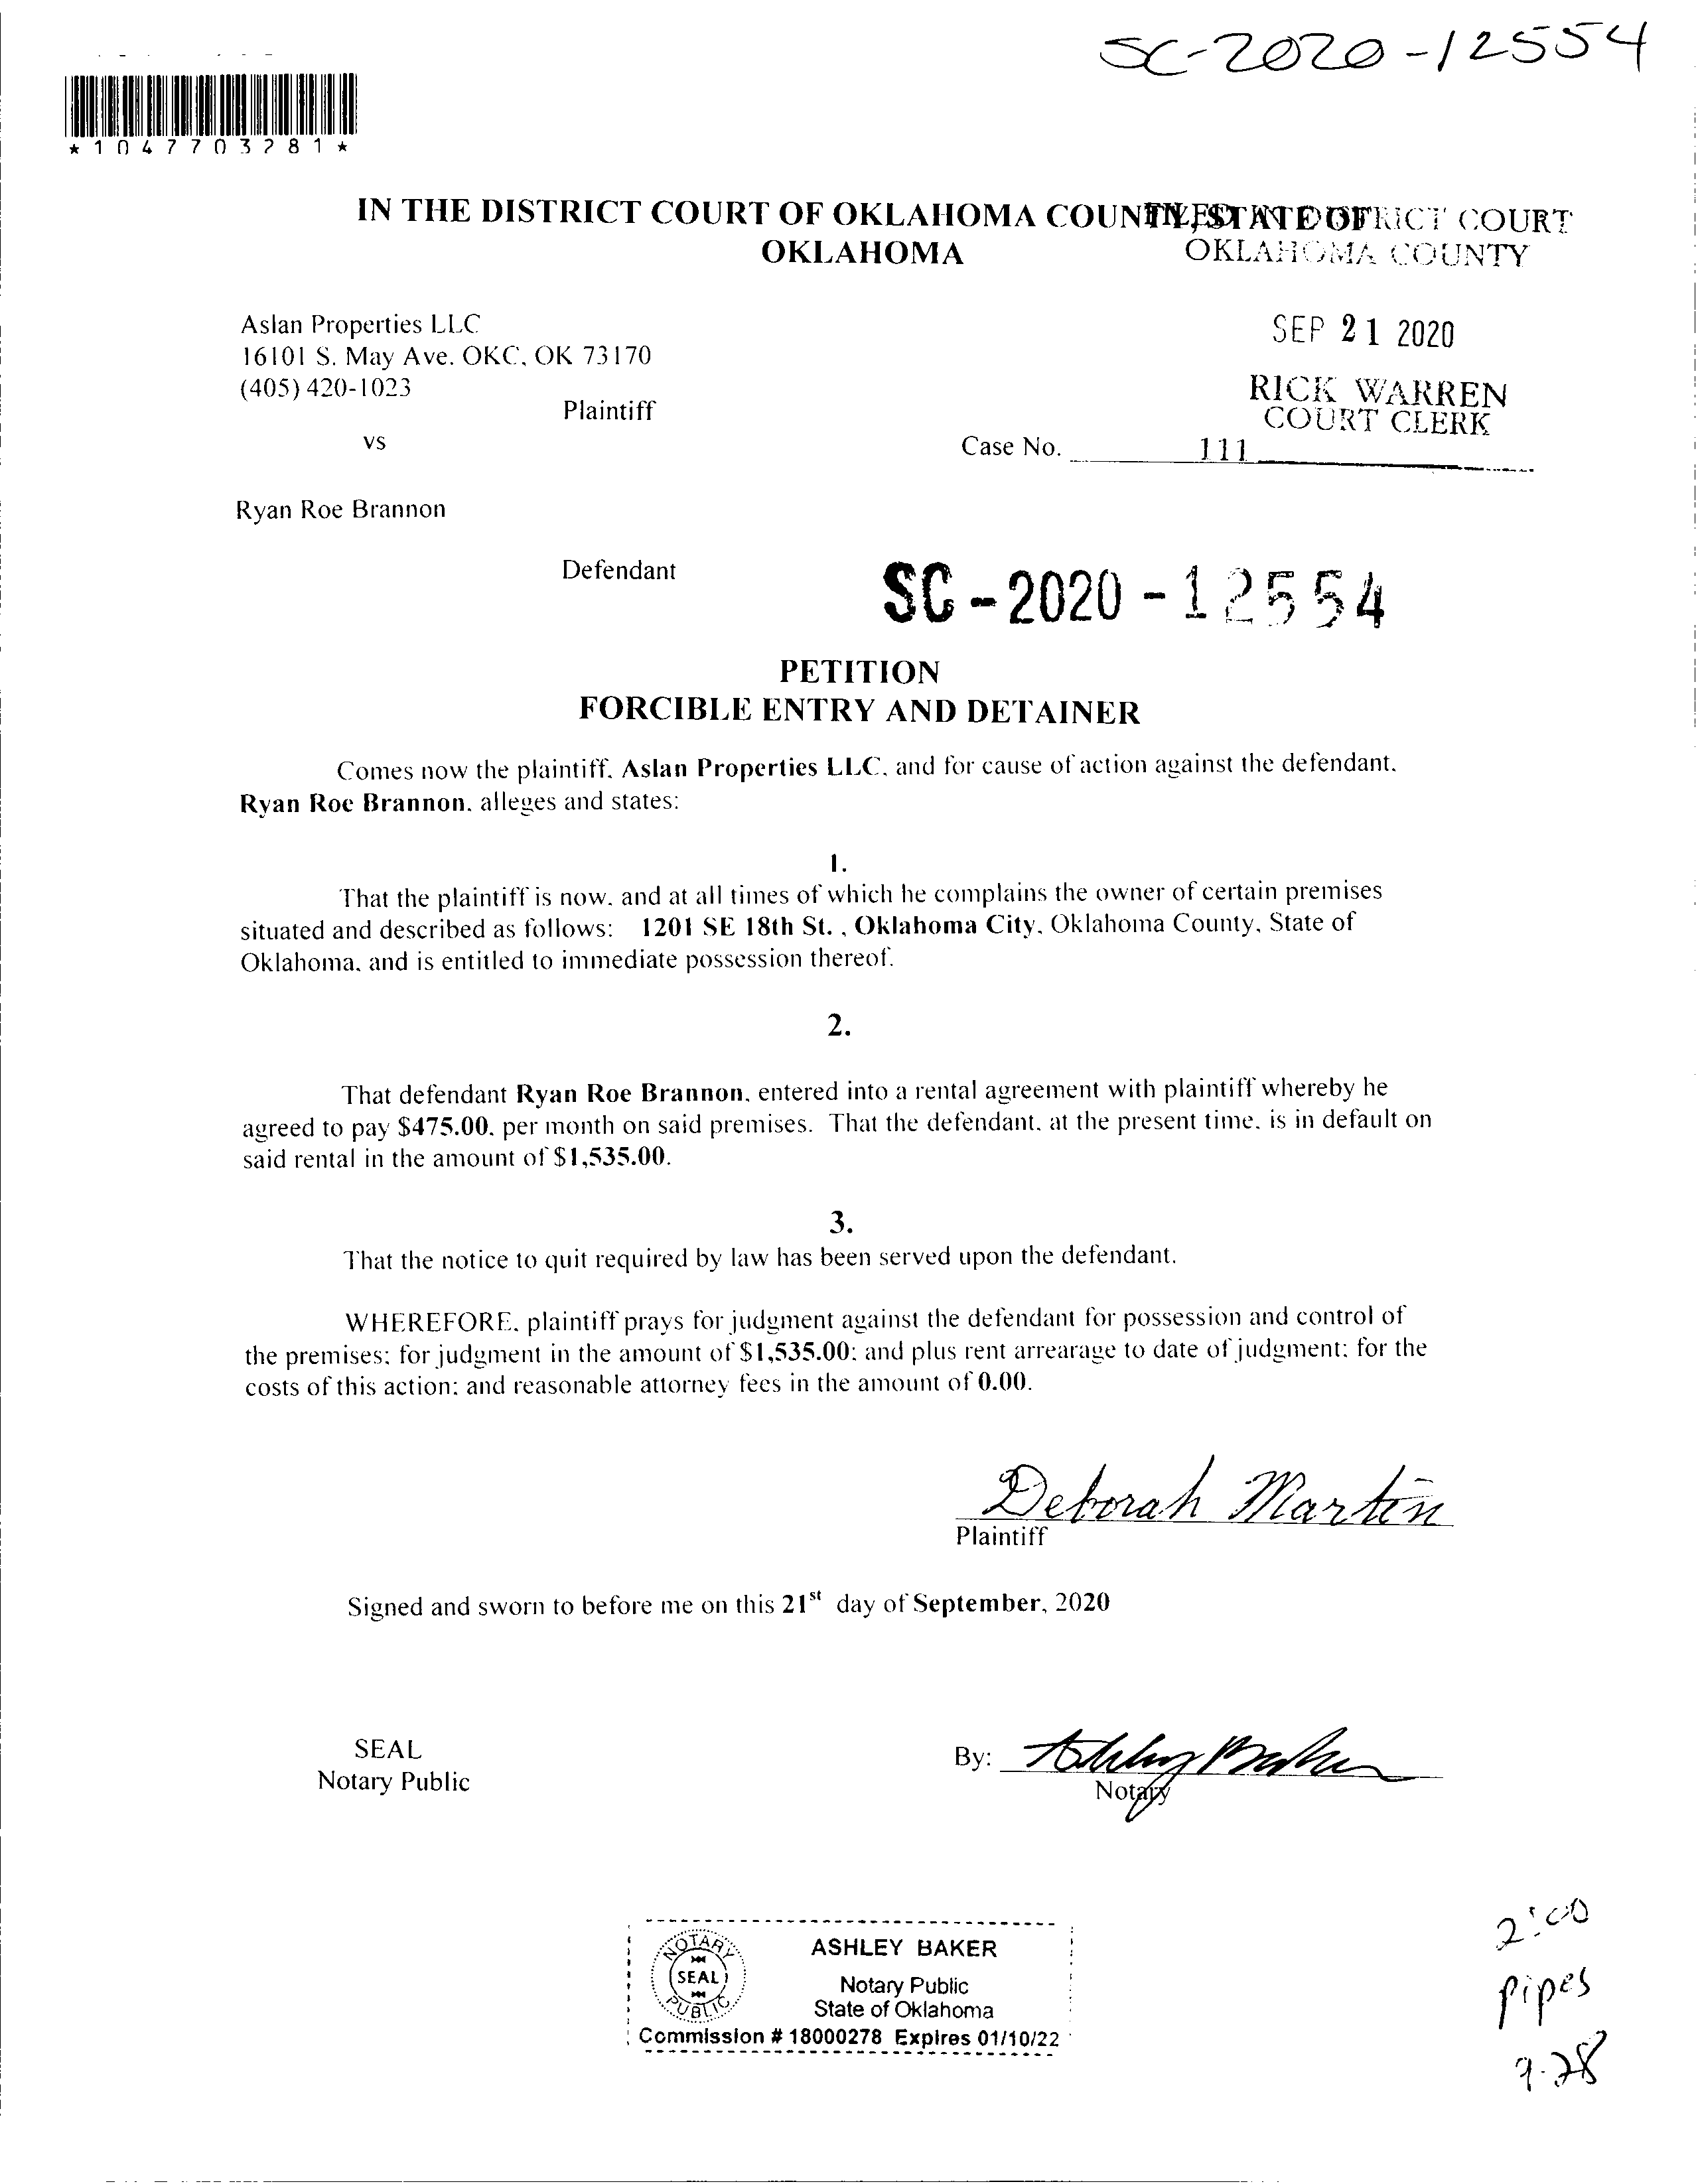 SC-2020-12554
*1047703281*
IN THE DISTRICT COURT OF OKLAHOMA COUNTY, STATE OF
OKLAHOMA
FILED IN DISTRICT COURT
OKLAHOMA COUNTY
SEP 21 2020
RICK WARREN
COURT CLERK
111
Aslan Properties LLC
16101 S. May Ave. OKC, OK 73170
(405) 420-1023
Plaintiff
vs
Case No.
Ryan Roe Brannon
Defendant
SC-2020-12554
PETITION
FORCIBLE ENTRY AND DETAINER
Comes now the plaintiff, Aslan Properties LLC, and for cause of action against the defendant,
Ryan Roe Brannon, alleges and states:
1.
That the plaintiff is now, and at all times of which he complains the owner of certain premises
situated and described as follows: 1201 SE 18th St. , Oklahoma City, Oklahoma County, State of
Oklahoma, and is entitled to immediate possession thereof.
2.
That defendant Ryan Roe Brannon, entered into a rental agreement with plaintiff whereby he
agreed to pay $475.00, per month on said premises. That the defendant, at the present time, is in default on
said rental in the amount of $1,535.00.
3.
That the notice to quit required by law has been served upon the defendant.
WHEREFORE, plaintiff prays for judgment against the defendant for possession and control of
the premises; for judgment in the amount of $1,535.00; and plus rent arrearage to date of judgment; for the
costs of this action; and reasonable attorney fees in the amount of 0.00.
Deborah Martin
Plaintiff
Signed and sworn to before me on this 21st day of September, 2020
SEAL
Notary Public
By: Ashley Baker
Notary
NOTARY
SEAL
PUBLIC
ASHLEY BAKER
Notary Public
State of Oklahoma
Commission # 18000278 Expires 01/10/22
2:00
pipes
9-28